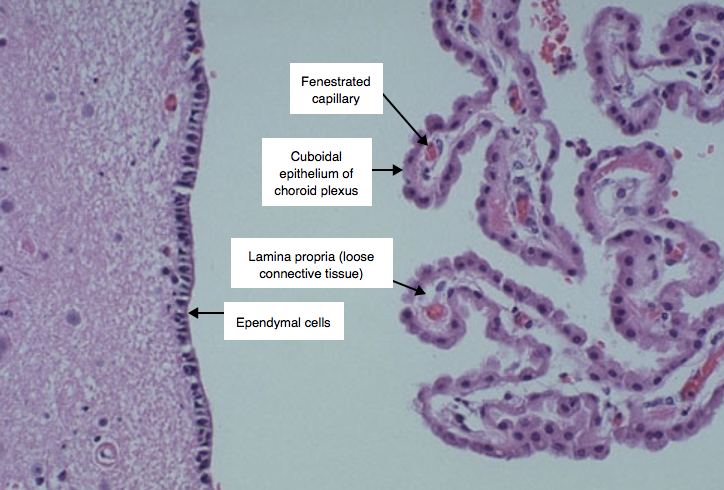 Fenestrated
capillary
Cuboidal
epithelium of
choroid plexus
Lamina propria (loose
connective tissue)
Ependymal cells